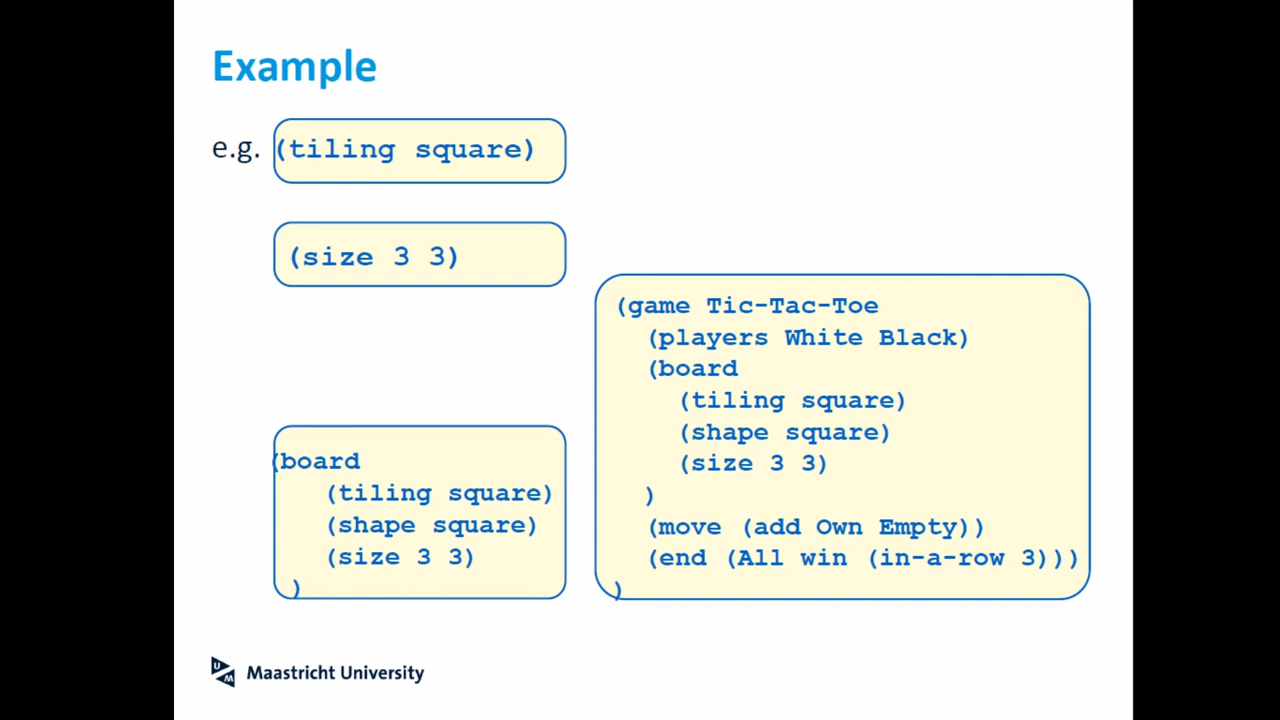 Example
e.g. (tiling square)
(size 3 3)
(board
(tiling square)
(shape square)
(size 3 3)
)
(game Tic-Tac-Toe
(players White Black)
(board
(tiling square)
(shape square)
(size 3 3)
)
(move (add Own Empty))
(end (All win (in-a-row 3)))
)
UM Maastricht University